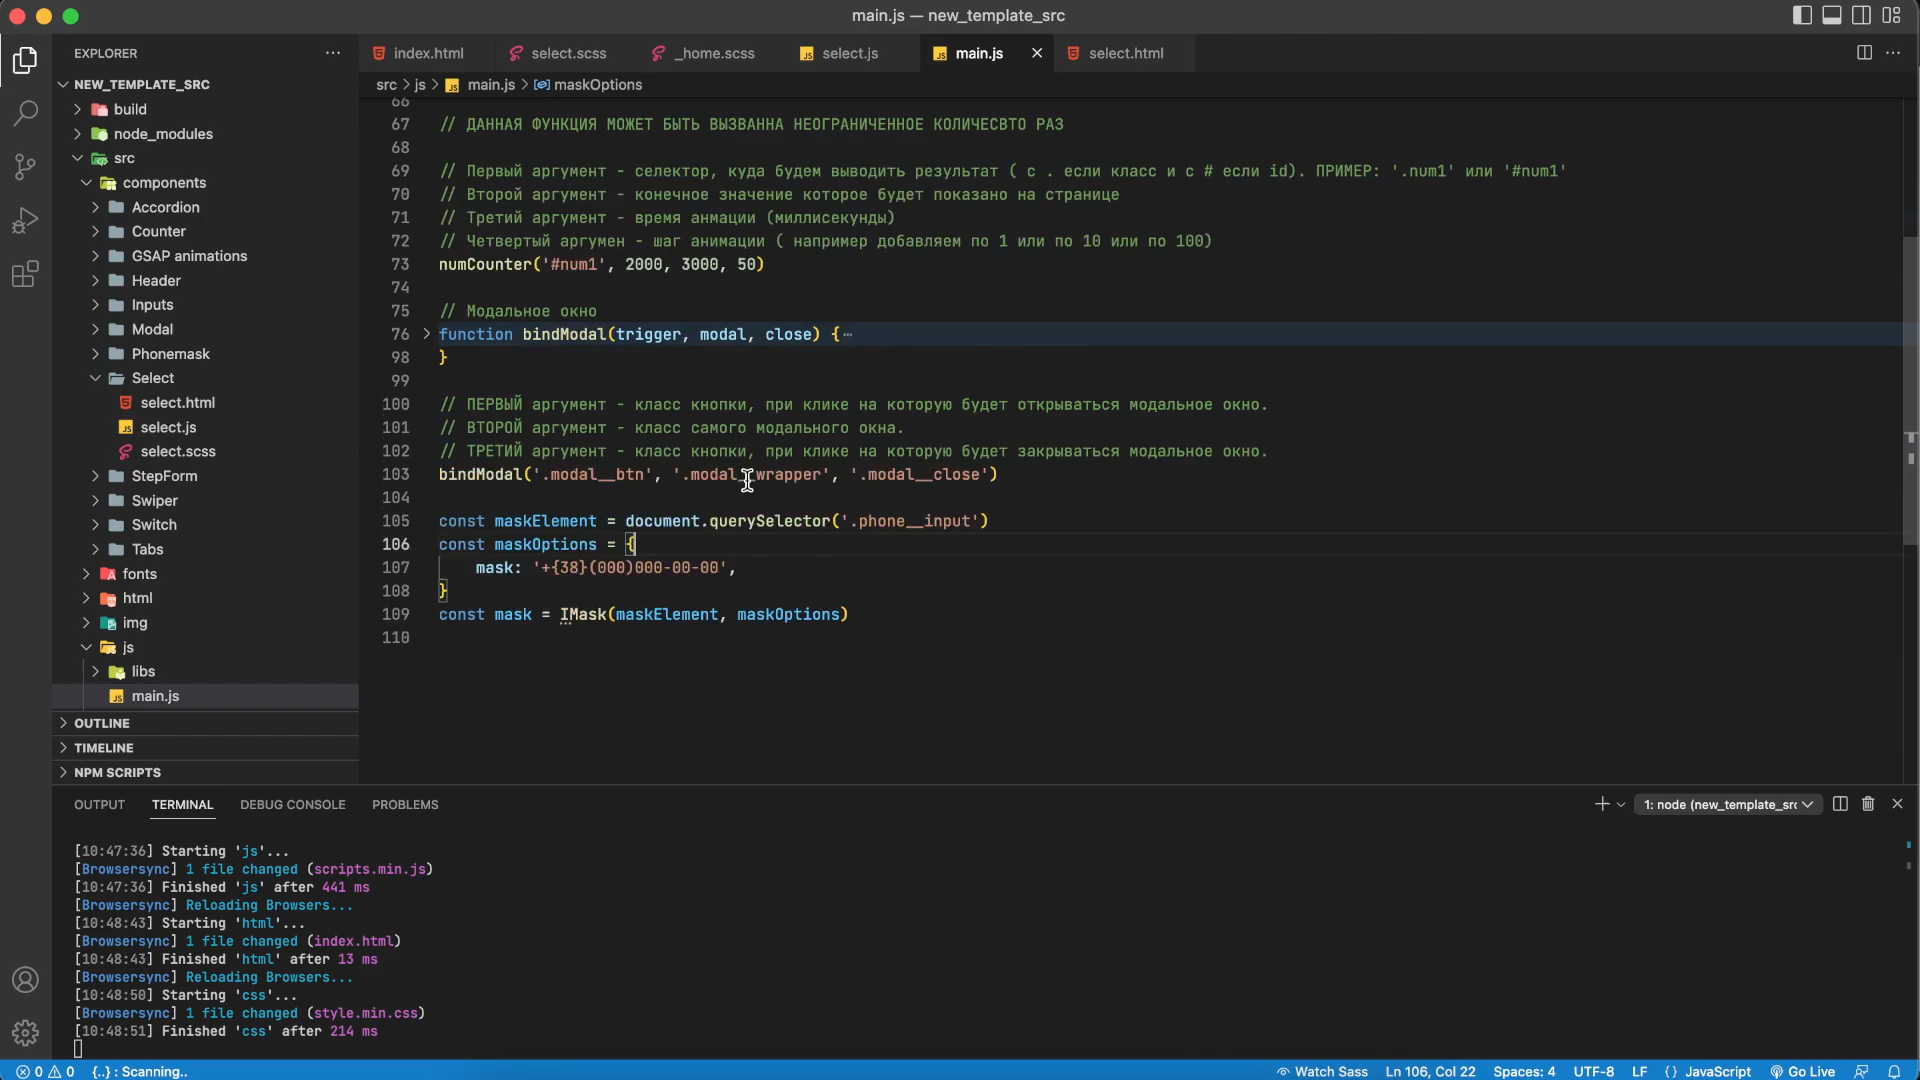 main.js — new_template_src
EXPLORER
NEW_TEMPLATE_SRC
build
node_modules
src
components
Accordion
Counter
GSAP animations
Header
Inputs
Modal
Phonemask
Select
select.html
select.js
select.scss
StepForm
Swiper
Switch
Tabs
fonts
html
img
js
libs
main.js
OUTLINE
TIMELINE
NPM SCRIPTS
index.html select.scss _home.scss select.js main.js select.html
src > js > main.js > maskOptions
66
67 // ДАННАЯ ФУНКЦИЯ МОЖЕТ БЫТЬ ВЫЗВАННА НЕОГРАНИЧЕННОЕ КОЛИЧЕСВТО РАЗ
68
69 // Первый аргумент - селектор, куда будем выводить результат ( с . если класс и с # если id). ПРИМЕР: '.num1' или '#num1'
70 // Второй аргумент - конечное значение которое будет показано на странице
71 // Третий аргумент - время анмации (миллисекунды)
72 // Четвертый аргумен - шаг анимации ( например добавляем по 1 или по 10 или по 100)
73 numCounter('#num1', 2000, 3000, 50)
74
75 // Модальное окно
76 function bindModal(trigger, modal, close) {⋯
98 }
99
100 // ПЕРВЫЙ аргумент - класс кнопки, при клике на которую будет открываться модальное окно.
101 // ВТОРОЙ аргумент - класс самого модального окна.
102 // ТРЕТИЙ аргумент - класс кнопки, при клике на которую будет закрываться модальное окно.
103 bindModal('.modal__btn', '.modal__wrapper', '.modal__close')
104
105 const maskElement = document.querySelector('.phone__input')
106 const maskOptions = {
107 mask: '+{38}(000)000-00-00',
108 }
109 const mask = IMask(maskElement, maskOptions)
110
OUTPUT TERMINAL DEBUG CONSOLE PROBLEMS 1: node (new_template_src
[10:47:36] Starting 'js'...
[Browsersync] 1 file changed (scripts.min.js)
[10:47:36] Finished 'js' after 441 ms
[Browsersync] Reloading Browsers...
[10:48:43] Starting 'html'...
[Browsersync] 1 file changed (index.html)
[10:48:43] Finished 'html' after 13 ms
[Browsersync] Reloading Browsers...
[10:48:50] Starting 'css'...
[Browsersync] 1 file changed (style.min.css)
[10:48:51] Finished 'css' after 214 ms
0 0 {..} : Scanning.. Watch Sass Ln 106, Col 22 Spaces: 4 UTF-8 LF {} JavaScript Go Live